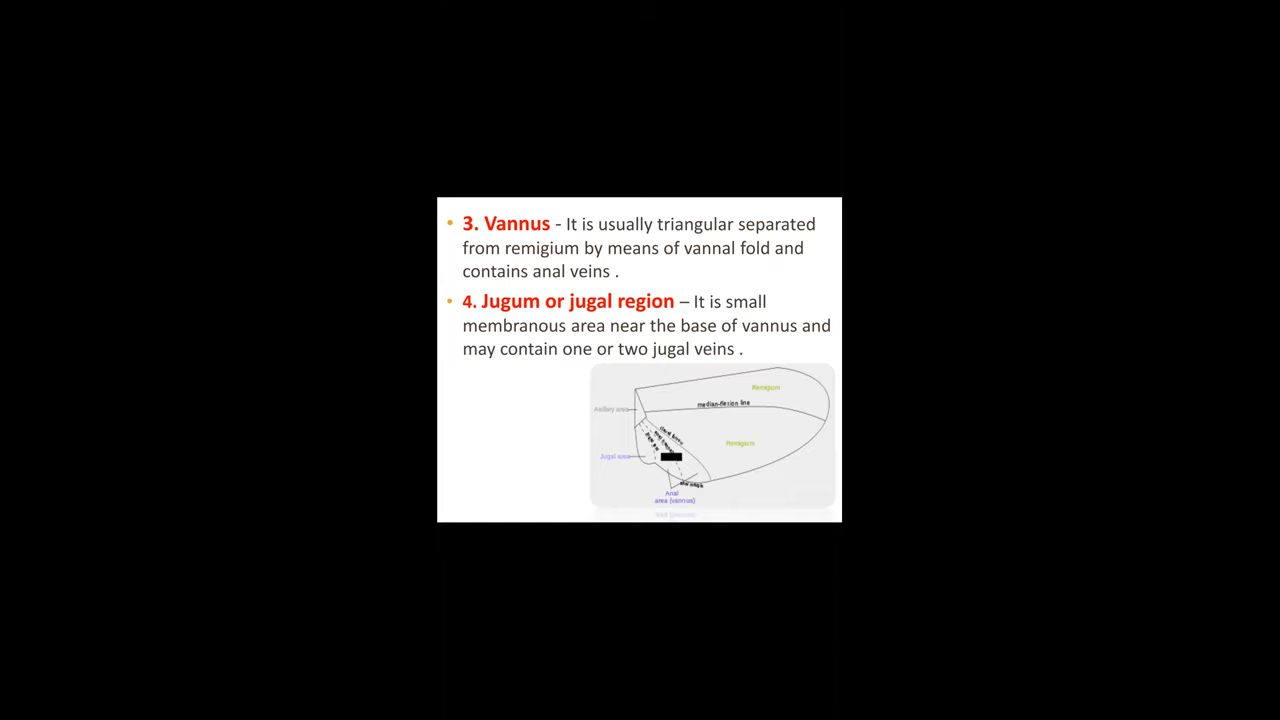 • 3. Vannus - It is usually triangular separated
from remigium by means of vannal fold and
contains anal veins .
• 4. Jugum or jugal region – It is small
membranous area near the base of vannus and
may contain one or two jugal veins .
Remigium
median-flexion line
Axillary area
Remigium
Jugal area
Anal
area (vannus)